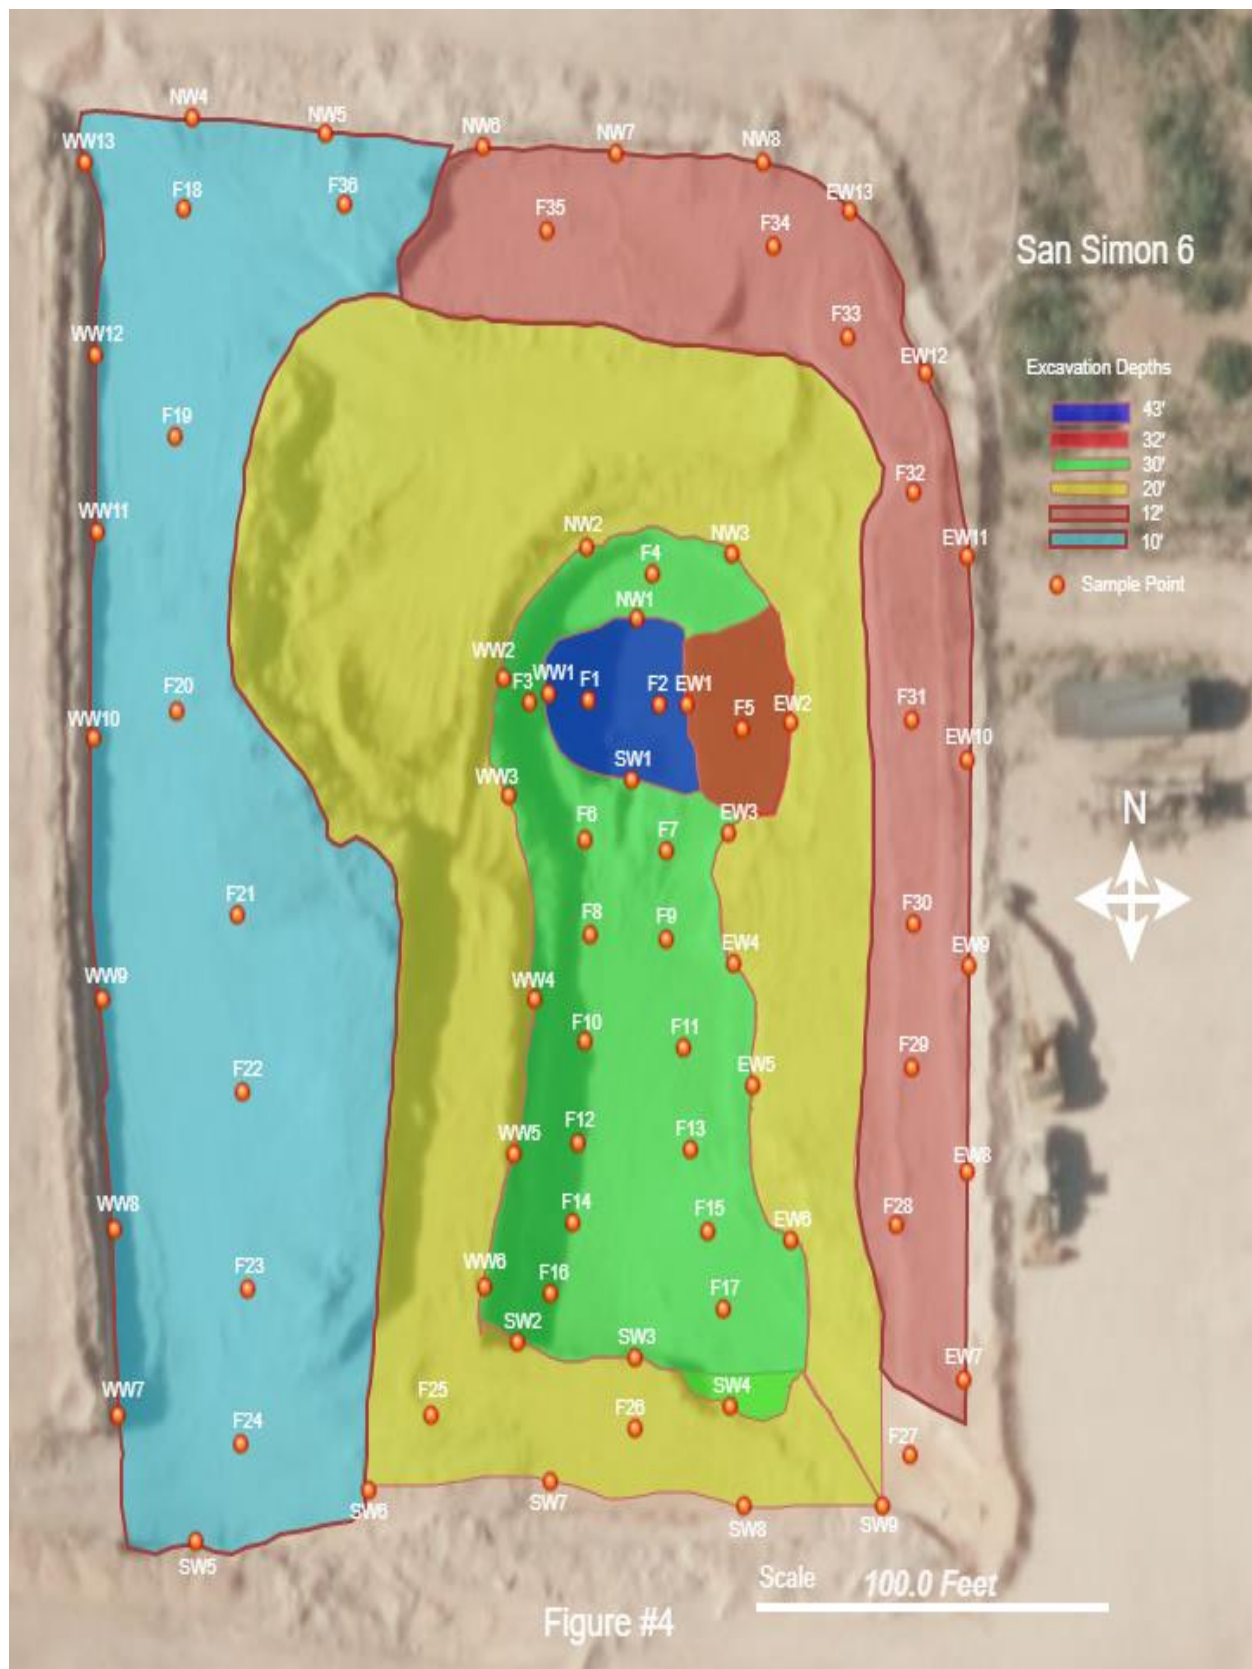 NW4
NW5
NW6
NW7
NW8
WW13
F18
F36
EW13
F35
F34
San Simon 6
F33
WW12
EW12
Excavation Depths
43'
32'
30'
20'
12'
10'
Sample Point
F19
F32
WW11
NW2
NW3
EW11
F4
NW1
WW2
F3
WW1
F1
F2
EW1
F5
EW2
F20
F31
WW10
EW10
SW1
WW3
EW3
F6
F7
N
F21
F8
F9
F30
EW4
EW9
WW9
WW4
F10
F11
F29
F22
EW5
F12
F13
WW5
EW8
WW8
F14
F15
F28
EW6
F23
WW6
F16
F17
SW2
SW3
EW7
WW7
F25
SW4
F24
F26
F27
SW6
SW7
SW8
SW9
SW5
Scale 100.0 Feet
Figure #4